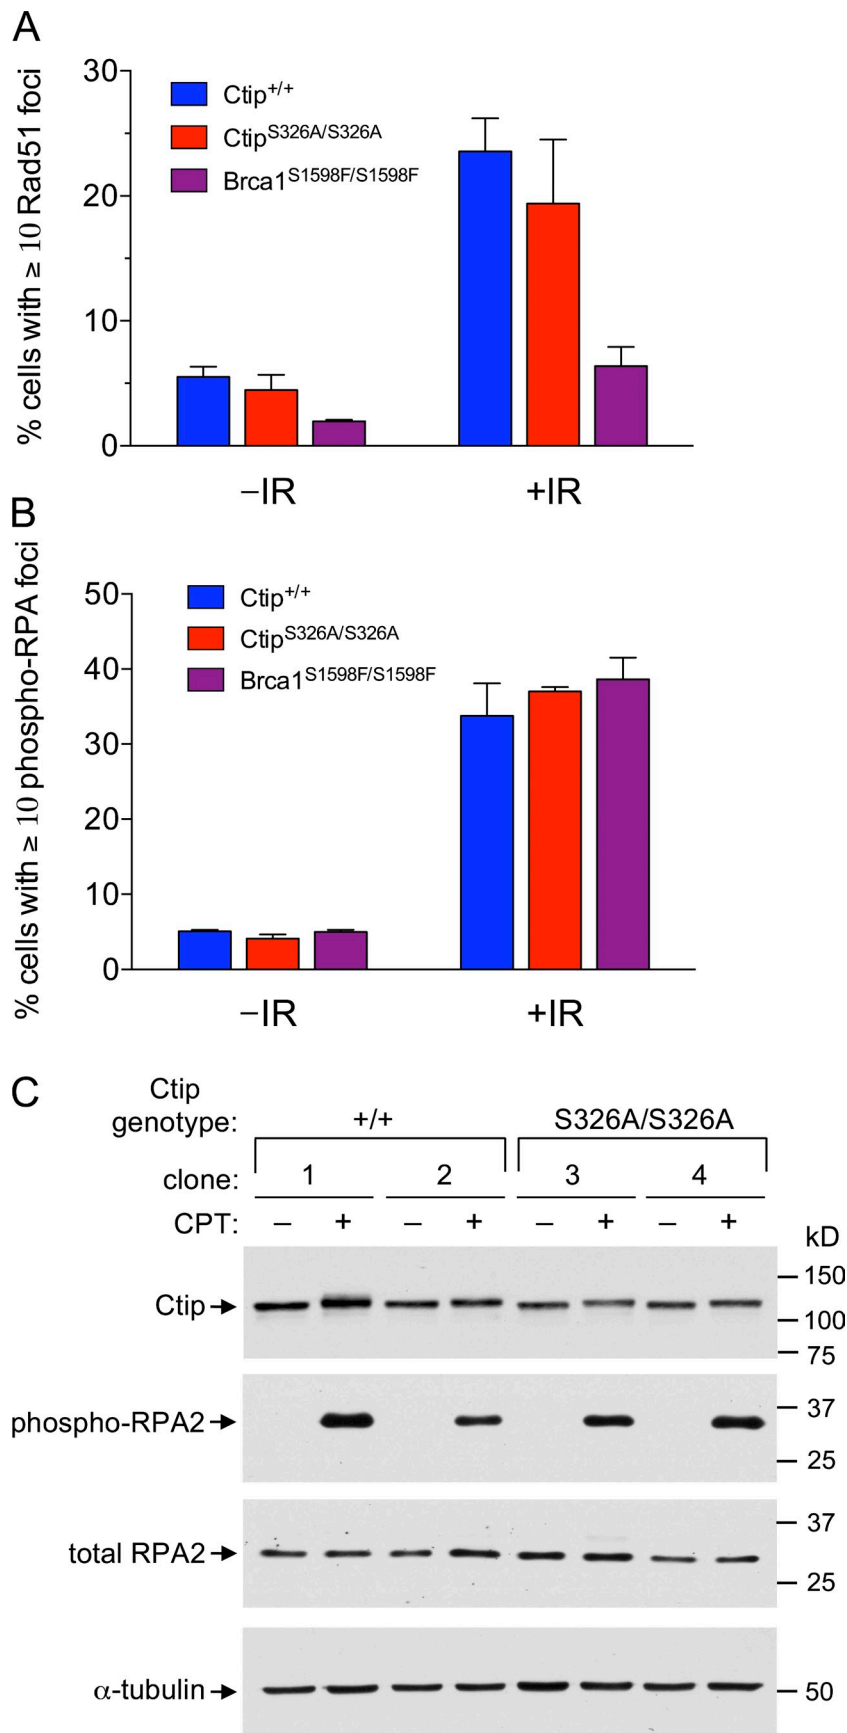 A
% cells with ≥ 10 Rad51 foci
30
20
10
0
Ctip+/+
CtipS326A/S326A
Brca1S1598F/S1598F
–IR
+IR
B
% cells with ≥ 10 phospho-RPA foci
50
40
30
20
10
0
Ctip+/+
CtipS326A/S326A
Brca1S1598F/S1598F
–IR
+IR
C
Ctip
genotype:
+/+
S326A/S326A
clone:
1
2
3
4
CPT:
– + – + – + – +
kD
Ctip
150
100
75
phospho-RPA2
37
25
total RPA2
37
25
α-tubulin
50